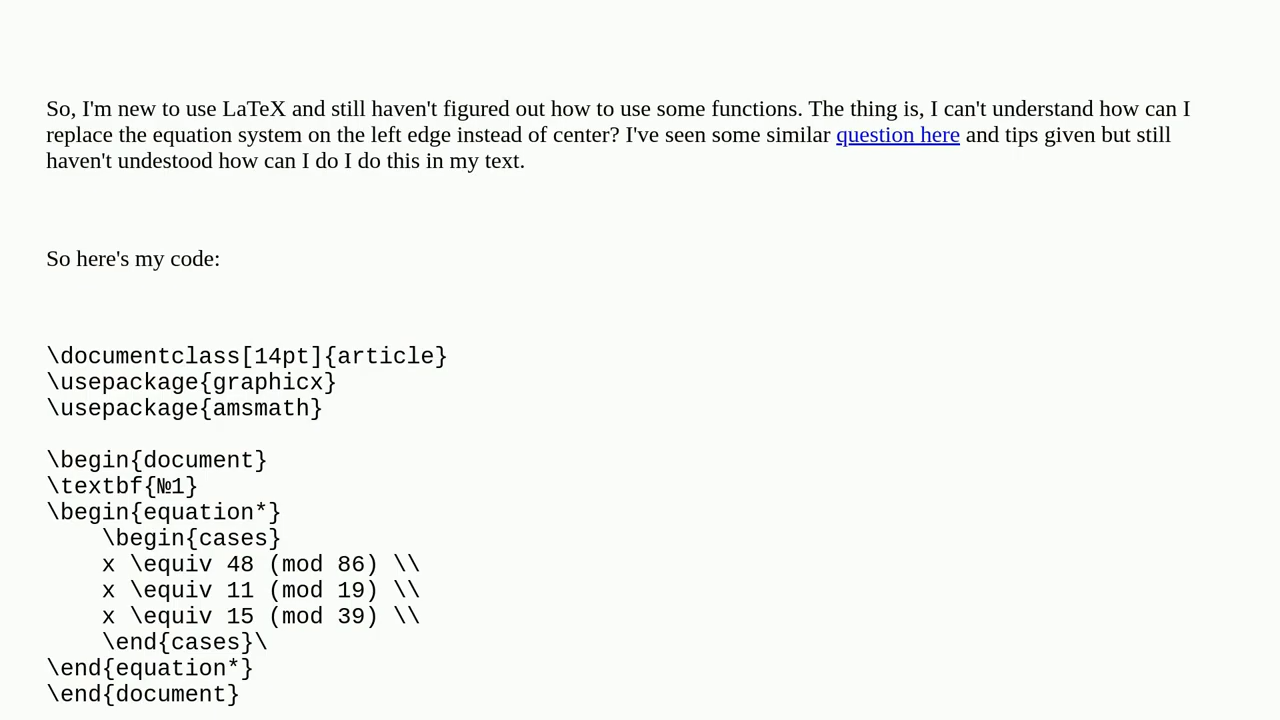 So, I'm new to use LaTeX and still haven't figured out how to use some functions. The thing is, I can't understand how can I
replace the equation system on the left edge instead of center? I've seen some similar question here and tips given but still
haven't undestood how can I do I do this in my text.
So here's my code:
\documentclass[14pt]{article}
\usepackage{graphicx}
\usepackage{amsmath}
\begin{document}
\textbf{№1}
\begin{equation*}
    \begin{cases}
    x \equiv 48 (mod 86) \\
    x \equiv 11 (mod 19) \\
    x \equiv 15 (mod 39) \\
    \end{cases}\
\end{equation*}
\end{document}